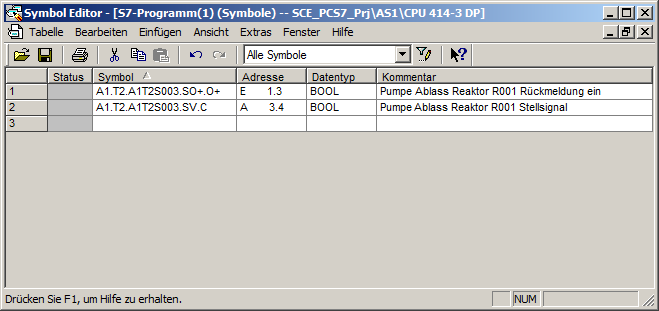 Symbol Editor - [S7-Programm(1) (Symbole) -- SCE_PCS7_Prj\AS1\CPU 414-3 DP]
Tabelle Bearbeiten Einfügen Ansicht Extras Fenster Hilfe
Alle Symbole
Status Symbol Adresse Datentyp Kommentar
1 A1.T2.A1T2S003.SO+.O+ E 1.3 BOOL Pumpe Ablass Reaktor R001 Rückmeldung ein
2 A1.T2.A1T2S003.SV.C A 3.4 BOOL Pumpe Ablass Reaktor R001 Stellsignal
3
Drücken Sie F1, um Hilfe zu erhalten. NUM